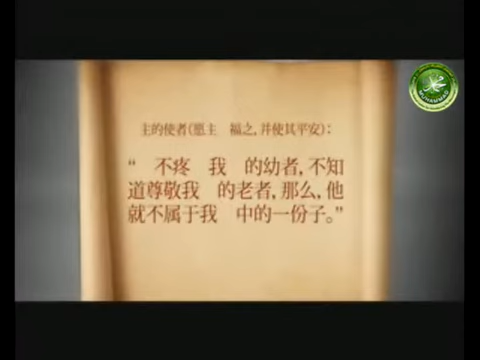 主的使者(愿主 福之,并使其平安):
“ 不疼 我 的幼者,不知
道尊敬我 的老者,那么,他
就不属于我 中的一份子。”
MUHAMMAD